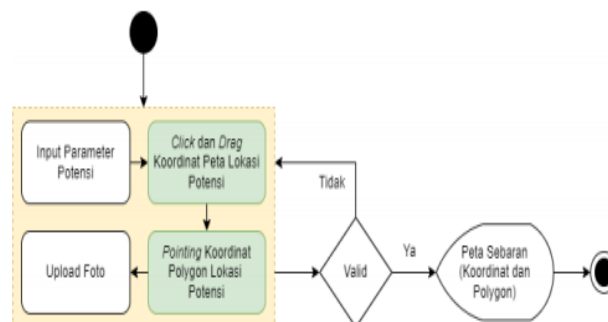 Input Parameter
Potensi
Click dan Drag
Koordinat Peta Lokasi
Potensi
Tidak
Upload Foto
Pointing Koordinat
Polygon Lokasi
Potensi
Valid
Ya
Peta Sebaran
(Koordinat dan
Polygon)